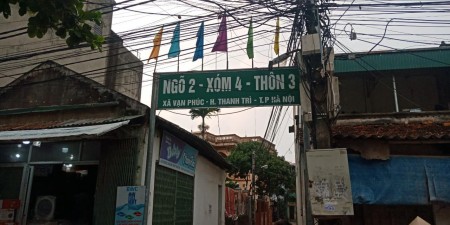 NGÕ 2 - XÓM 4 - THÔN 3
XÃ VẠN PHÚC - H. THANH TRÌ - T.P HÀ NỘI